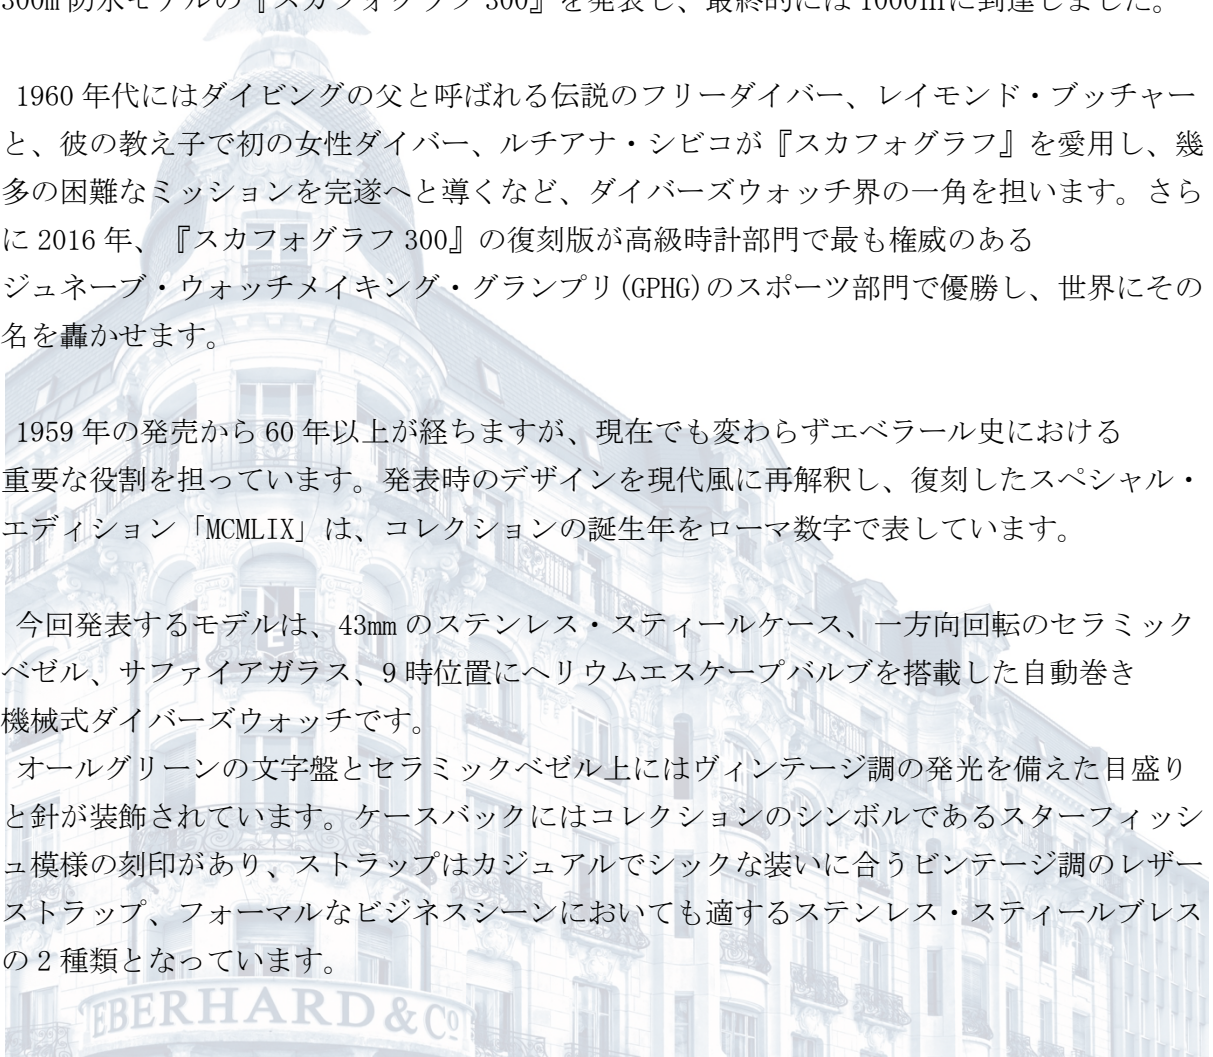 300m 防水モデルの『スカフォグラフ 300』を発表し、最終的には 1000mに到達しました。
1960 年代にはダイビングの父と呼ばれる伝説のフリーダイバー、レイモンド・ブッチャー
と、彼の教え子で初の女性ダイバー、ルチアナ・シビコが『スカフォグラフ』を愛用し、幾
多の困難なミッションを完遂へと導くなど、ダイバーズウォッチ界の一角を担います。さら
に 2016 年、『スカフォグラフ 300』の復刻版が高級時計部門で最も権威のある
ジュネーブ・ウォッチメイキング・グランプリ(GPHG)のスポーツ部門で優勝し、世界にその
名を轟かせます。
1959 年の発売から 60 年以上が経ちますが、現在でも変わらずエベラール史における
重要な役割を担っています。発表時のデザインを現代風に再解釈し、復刻したスペシャル・
エディション「MCMLIX」は、コレクションの誕生年をローマ数字で表しています。
今回発表するモデルは、43mm のステンレス・スティールケース、一方向回転のセラミック
ベゼル、サファイアガラス、9 時位置にヘリウムエスケープバルブを搭載した自動巻き
機械式ダイバーズウォッチです。
オールグリーンの文字盤とセラミックベゼル上にはヴィンテージ調の発光を備えた目盛り
と針が装飾されています。ケースバックにはコレクションのシンボルであるスターフィッシ
ュ模様の刻印があり、ストラップはカジュアルでシックな装いに合うビンテージ調のレザー
ストラップ、フォーマルなビジネスシーンにおいても適するステンレス・スティールブレス
の 2 種類となっています。
EBERHARD & Co